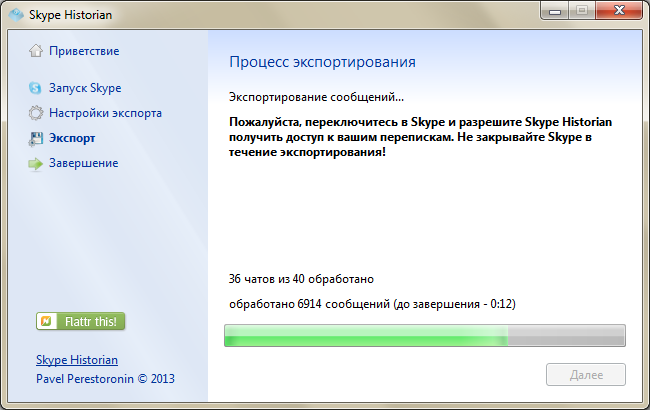 Skype Historian
Приветствие
Запуск Skype
Настройки экспорта
Экспорт
Завершение
Flattr this!
Skype Historian
Pavel Perestoronin © 2013
Процесс экспортирования
Экспортирование сообщений...
Пожалуйста, переключитесь в Skype и разрешите Skype Historian
получить доступ к вашим перепискам. Не закрывайте Skype в
течение экспортирования!
36 чатов из 40 обработано
обработано 6914 сообщений (до завершения - 0:12)
Далее